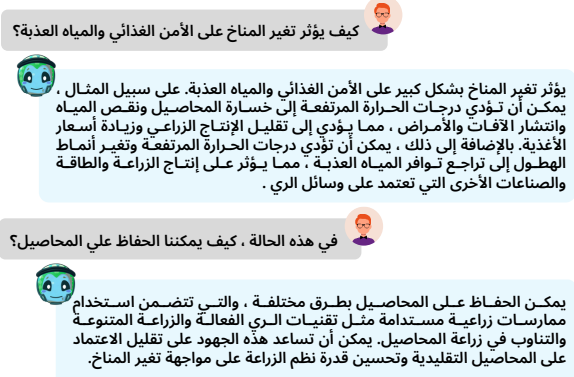 كيف يؤثر تغير المناخ على الأمن الغذائي والمياه العذبة؟
يؤثر تغير المناخ بشكل كبير على الأمن الغذائي والمياه العذبة. على سبيل المثال ،
يمكن أن تؤدي درجات الحرارة المرتفعة إلى خسارة المحاصيل ونقص المياه
وانتشار الآفات والأمراض ، مما يؤدي إلى تقليل الإنتاج الزراعي وزيادة أسعار
الأغذية. بالإضافة إلى ذلك ، يمكن أن تؤدي درجات الحرارة المرتفعة وتغير أنماط
الهطول إلى تراجع توافر المياه العذبة ، مما يؤثر على إنتاج الزراعة والطاقة
والصناعات الأخرى التي تعتمد على وسائل الري .
في هذه الحالة ، كيف يمكننا الحفاظ علي المحاصيل؟
يمكن الحفاظ على المحاصيل بطرق مختلفة ، والتي تتضمن استخدام
ممارسات زراعية مستدامة مثل تقنيات الري الفعالة والزراعة المتنوعة
والتناوب في زراعة المحاصيل. يمكن أن تساعد هذه الجهود على تقليل الاعتماد
على المحاصيل التقليدية وتحسين قدرة نظم الزراعة على مواجهة تغير المناخ.